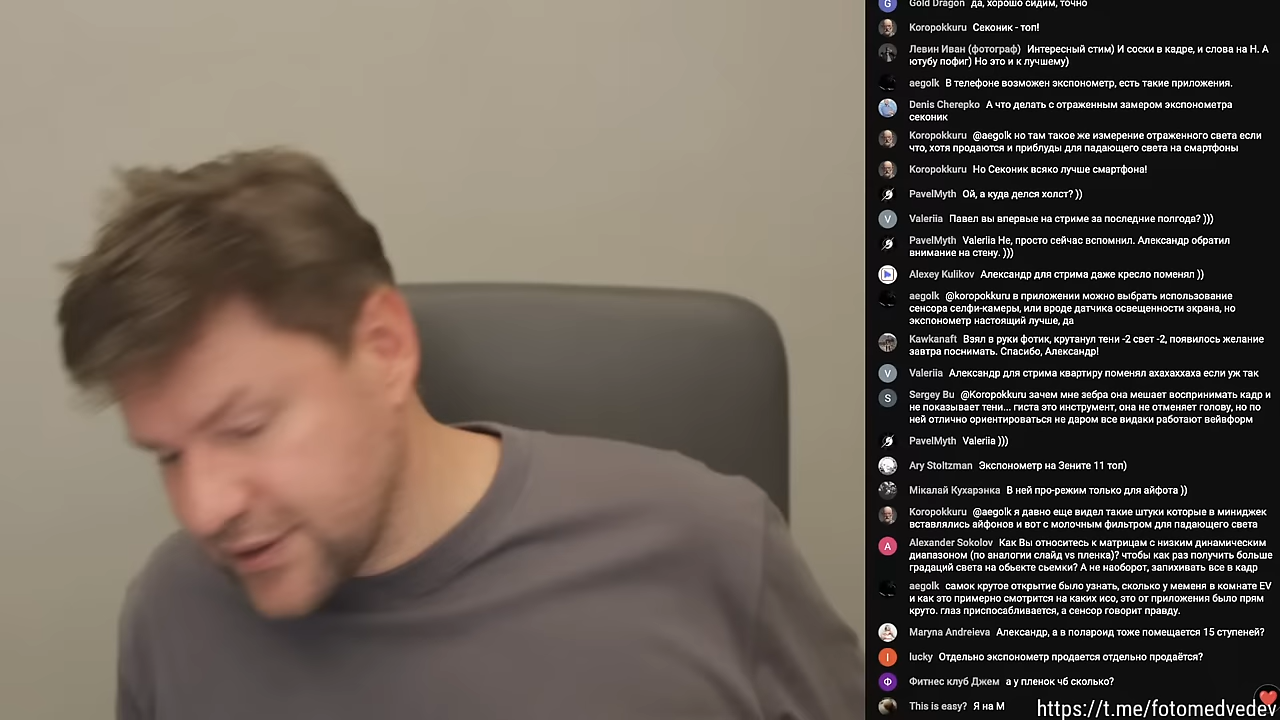 G Gold Dragon да, хорошо сидим, точно
Koropokkuru Секоник - топ!
Левин Иван (фотограф) Интересный стим) И соски в кадре, и слова на Н. А
ютубу пофиг) Но это и к лучшему)
aegolk В телефоне возможен экспонометр, есть такие приложения.
Denis Cherepko А что делать с отраженным замером экспонометра
секоник
Koropokkuru @aegolk но там такое же измерение отраженного света если
что, хотя продаются и приблуды для падающего света на смартфоны
Koropokkuru Но Секоник всяко лучше смартфона!
PavelMyth Ой, а куда делся холст? ))
V Valeriia Павел вы впервые на стриме за последние полгода? )))
PavelMyth Valeriia Не, просто сейчас вспомнил. Александр обратил
внимание на стену. )))
Alexey Kulikov Александр для стрима даже кресло поменял ))
aegolk @koropokkuru в приложении можно выбрать использование
сенсора селфи-камеры, или вроде датчика освещенности экрана, но
экспонометр настоящий лучше, да
Kawkanaft Взял в руки фотик, крутанул тени -2 свет -2, появилось желание
завтра поснимать. Спасибо, Александр!
V Valeriia Александр для стрима квартиру поменял ахахаххаха если уж так
S Sergey Bu @Koropokkuru зачем мне зебра она мешает воспринимать кадр и
не показывает тени... гиста это инструмент, она не отменяет голову, но по
ней отлично ориентироваться не даром все видаки работают вейвформ
PavelMyth Valeriia )))
Ary Stoltzman Экспонометр на Зените 11 топ)
Мікалай Кухарэнка В ней про-режим только для айфота ))
Koropokkuru @aegolk я давно еще видел такие штуки которые в миниджек
вставлялись айфонов и вот с молочным фильтром для падающего света
A Alexander Sokolov Как Вы относитесь к матрицам с низким динамическим
диапазоном (по аналогии слайд vs пленка)? чтобы как раз получить больше
градаций света на обьекте сьемки? А не наоборот, запихивать все в кадр
aegolk самок крутое открытие было узнать, сколько у меменя в комнате EV
и как это примерно смотрится на каких исо, это от приложения было прям
круто. глаз приспосабливается, а сенсор говорит правду.
Maryna Andreieva Александр, а в полароид тоже помещается 15 ступеней?
l lucky Отдельно экспонометр продается отдельно продаётся?
Ф Фитнес клуб Джем а у пленок чб сколько?
This is easy? Я на М
https://t.me/fotomedvedev